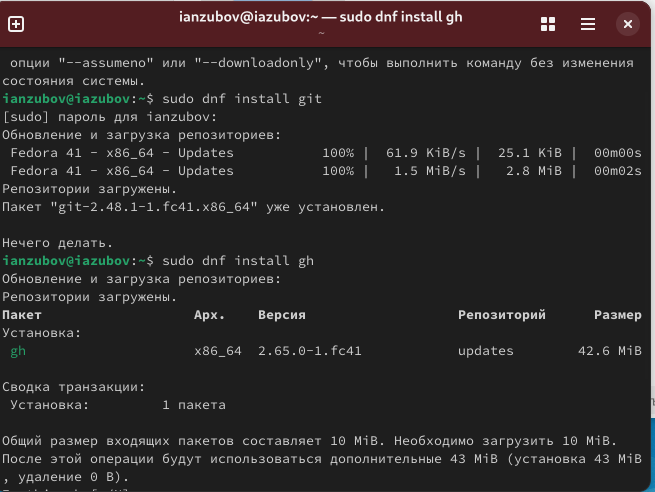 ianzubov@iazubov:~ — sudo dnf install gh
~
опции "--assumeno" или "--downloadonly", чтобы выполнить команду без изменения
состояния системы.
ianzubov@iazubov:~$ sudo dnf install git
[sudo] пароль для ianzubov:
Обновление и загрузка репозиториев:
Fedora 41 - x86_64 - Updates 100% | 61.9 KiB/s | 25.1 KiB | 00m00s
Fedora 41 - x86_64 - Updates 100% | 1.5 MiB/s | 2.8 MiB | 00m02s
Репозитории загружены.
Пакет "git-2.48.1-1.fc41.x86_64" уже установлен.
Нечего делать.
ianzubov@iazubov:~$ sudo dnf install gh
Обновление и загрузка репозиториев:
Репозитории загружены.
Пакет Арх. Версия Репозиторий Размер
Установка:
gh x86_64 2.65.0-1.fc41 updates 42.6 MiB
Сводка транзакции:
Установка: 1 пакета
Общий размер входящих пакетов составляет 10 MiB. Необходимо загрузить 10 MiB.
После этой операции будут использоваться дополнительные 43 MiB (установка 43 MiB
, удаление 0 B).